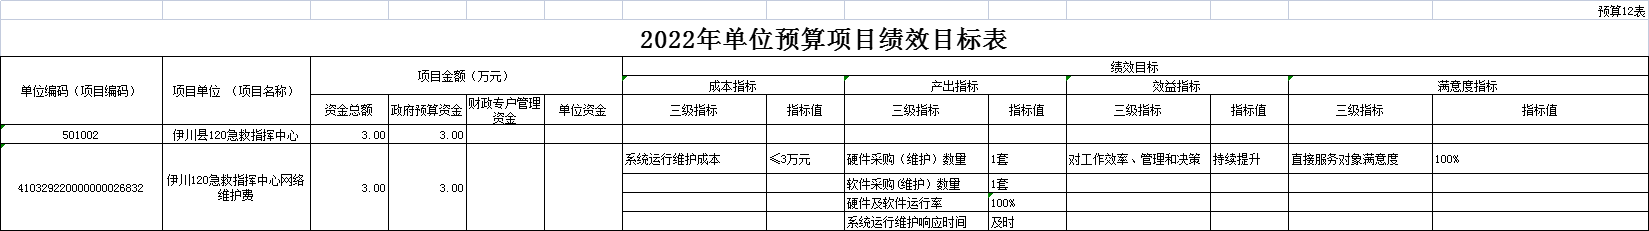 预算12表
2022年单位预算项目绩效目标表
单位编码（项目编码） 项目单位 （项目名称） 项目金额（万元） 绩效目标
成本指标 产出指标 效益指标 满意度指标
资金总额 政府预算资金 财政专户管理资金 单位资金 三级指标 指标值 三级指标 指标值 三级指标 指标值 三级指标 指标值
501002 伊川县120急救指挥中心 3.00 3.00
410329220000000026832 伊川120急救指挥中心网络维护费 3.00 3.00 系统运行维护成本 ≤3万元 硬件采购（维护）数量 1套 对工作效率、管理和决策 持续提升 直接服务对象满意度 100%
软件采购(维护）数量 1套
硬件及软件运行率 100%
系统运行维护响应时间 及时